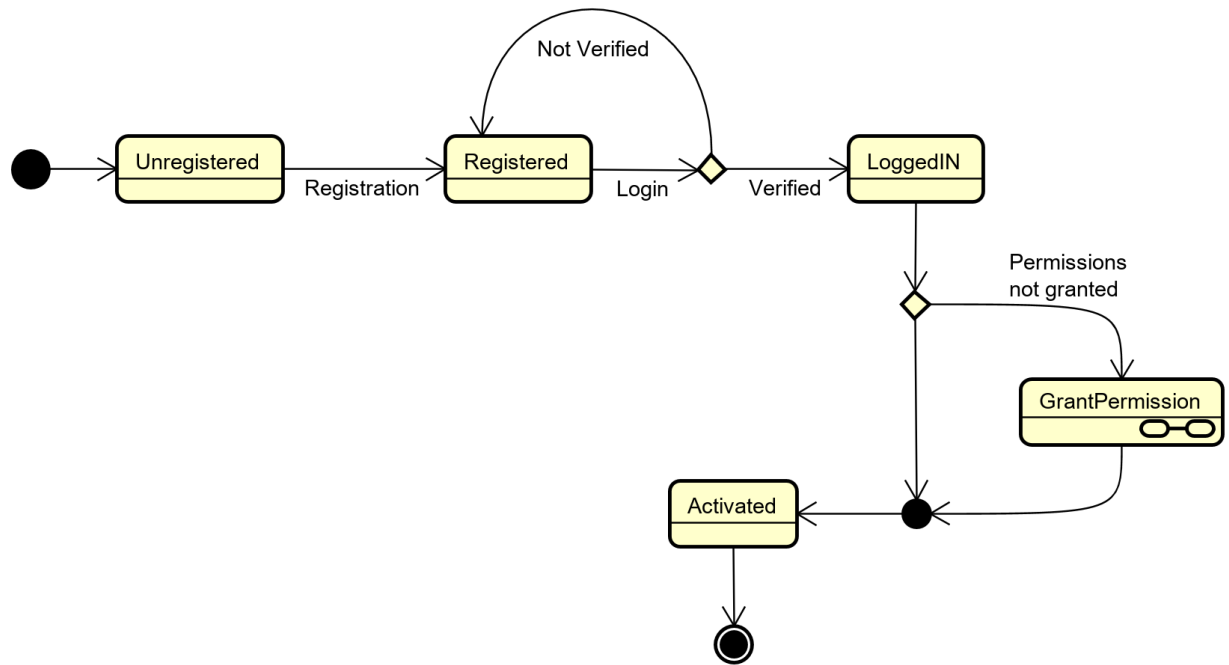 Not Verified
Unregistered
Registered
LoggedIN
Registration
Login
Verified
Permissions
not granted
GrantPermission
Activated